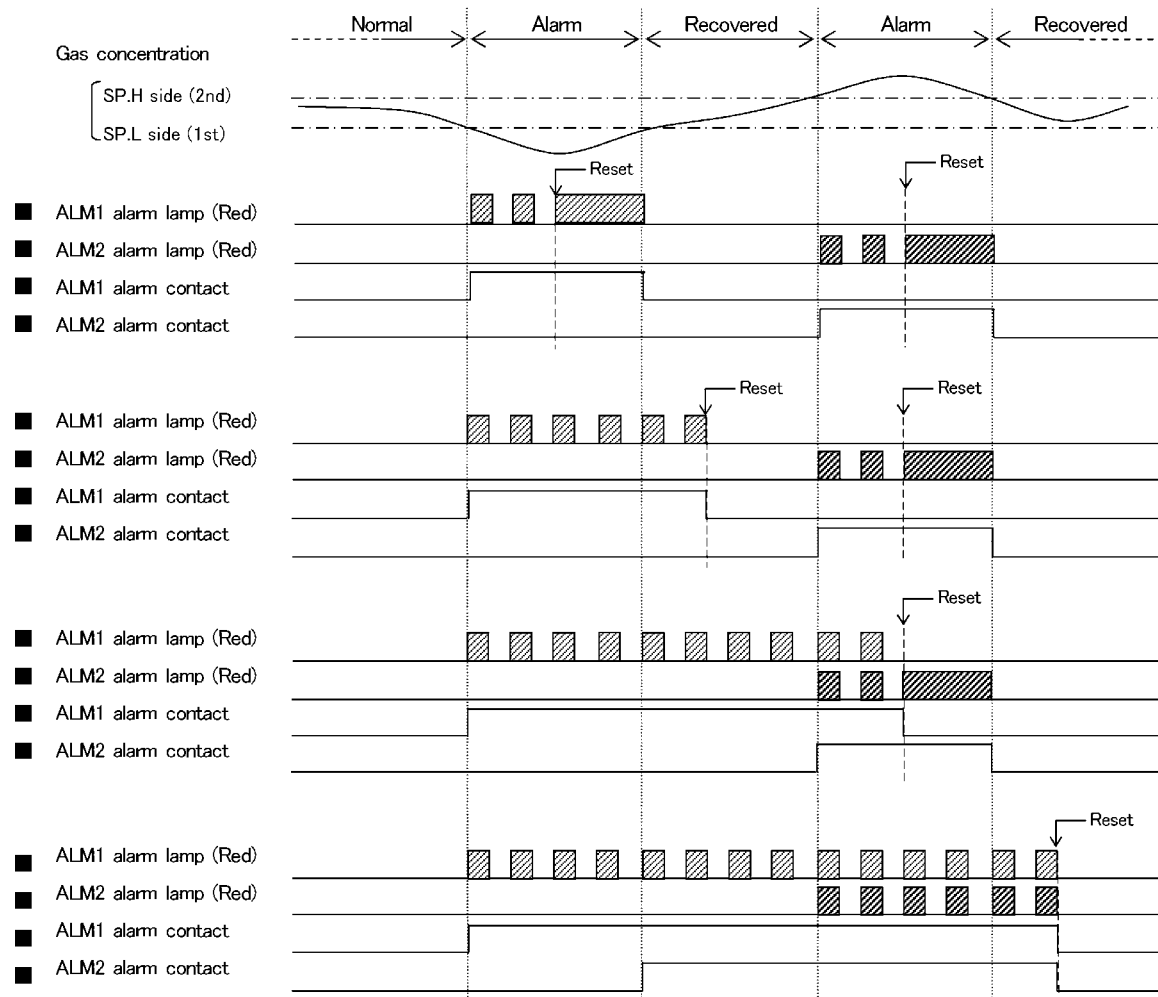 Normal Alarm Recovered Alarm Recovered
Gas concentration
SP.H side (2nd)
SP.L side (1st)
Reset Reset
ALM1 alarm lamp (Red)
ALM2 alarm lamp (Red)
ALM1 alarm contact
ALM2 alarm contact
Reset Reset
ALM1 alarm lamp (Red)
ALM2 alarm lamp (Red)
ALM1 alarm contact
ALM2 alarm contact
Reset
ALM1 alarm lamp (Red)
ALM2 alarm lamp (Red)
ALM1 alarm contact
ALM2 alarm contact
Reset
ALM1 alarm lamp (Red)
ALM2 alarm lamp (Red)
ALM1 alarm contact
ALM2 alarm contact